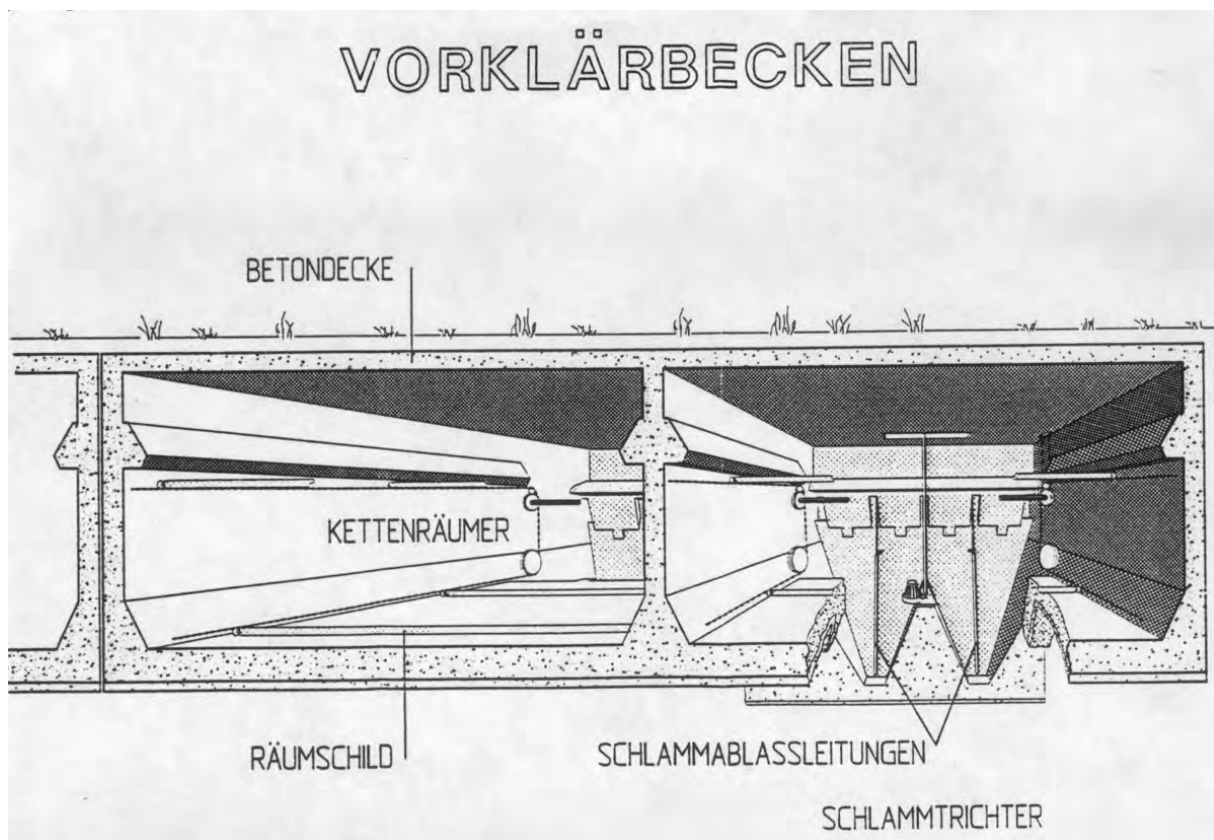 VORKLÄRBECKEN
BETONDECKE
KETTENRÄUMER
RÄUMSCHILD
SCHLAMMABLASSLEITUNGEN
SCHLAMMTRICHTER